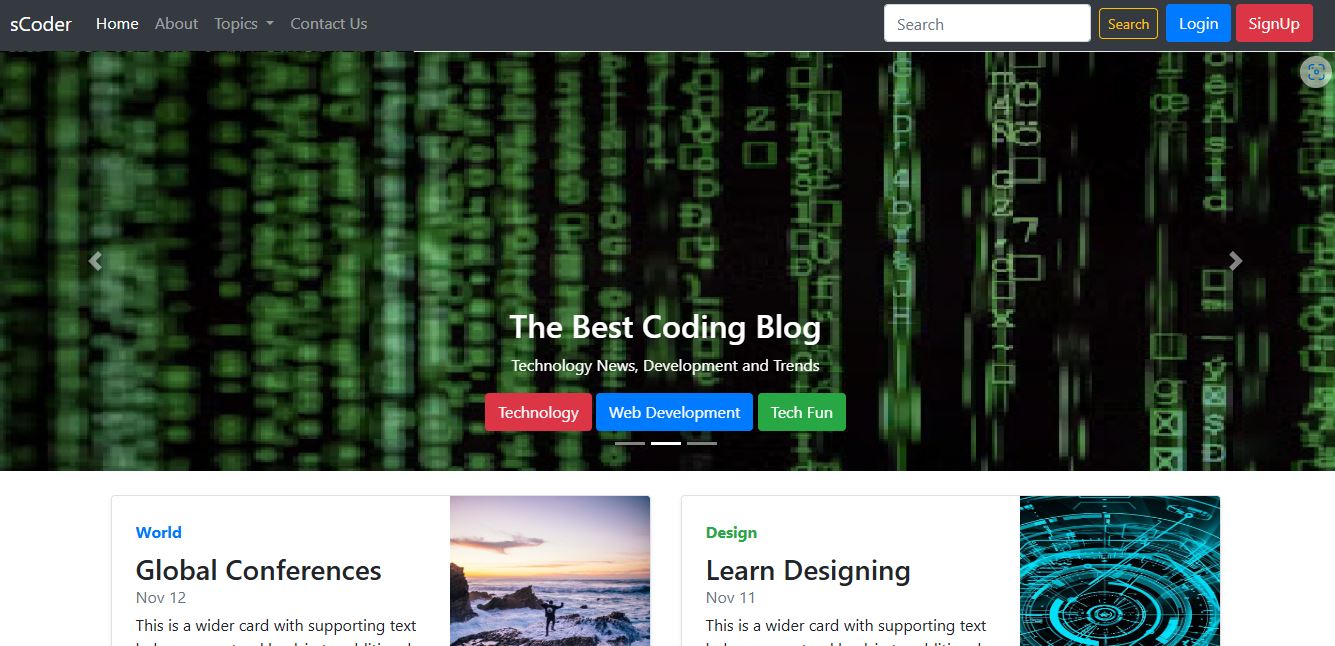 sCoder Home About Topics Contact Us Search Search Login SignUp
The Best Coding Blog
Technology News, Development and Trends
Technology Web Development Tech Fun
World
Global Conferences
Nov 12
This is a wider card with supporting text
Design
Learn Designing
Nov 11
This is a wider card with supporting text